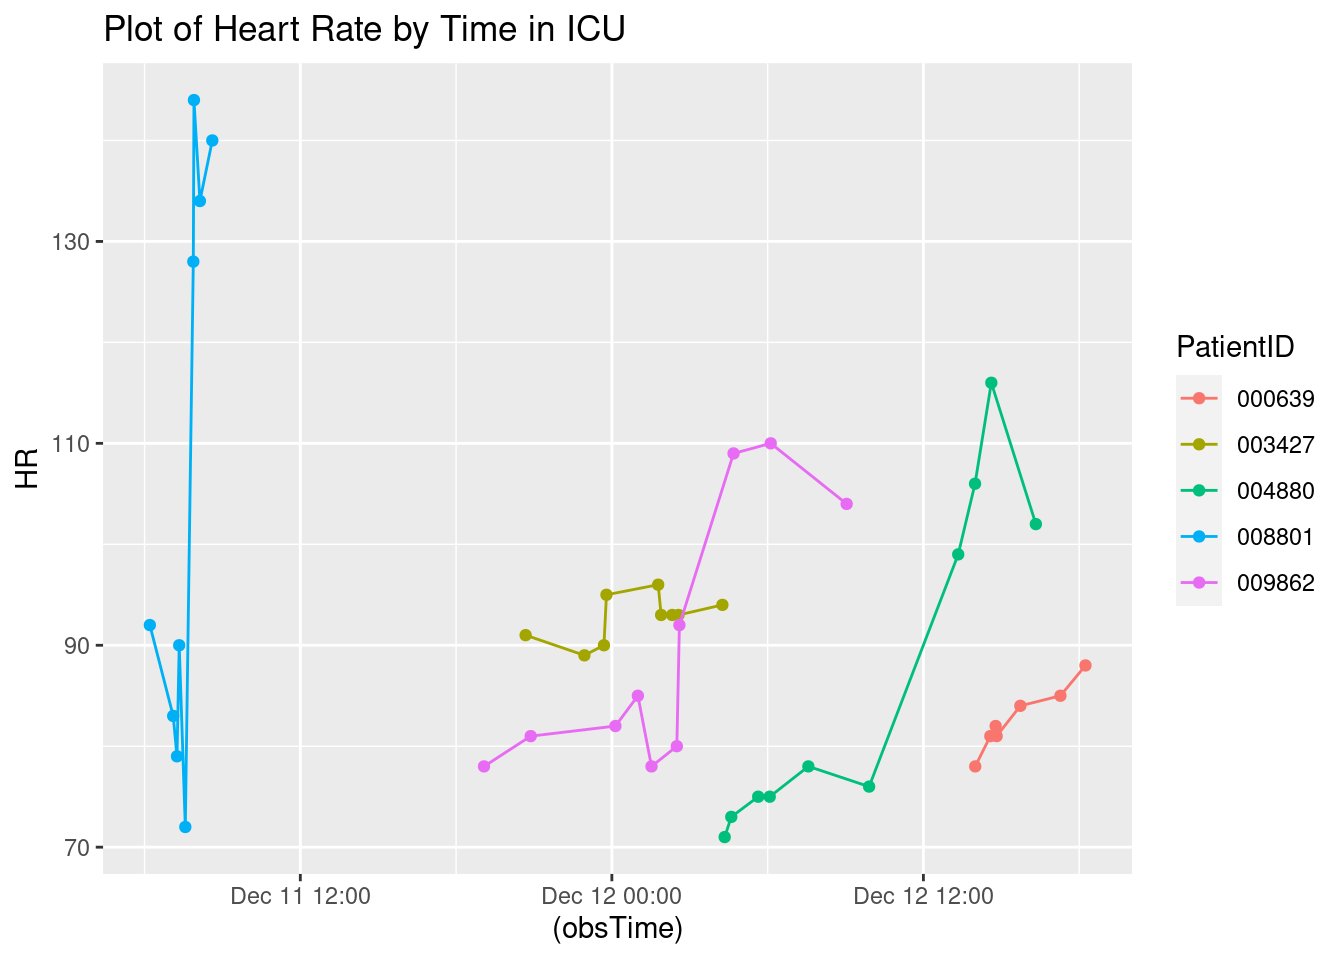 Plot of Heart Rate by Time in ICU
HR
130
110
90
70
Dec 11 12:00
Dec 12 00:00
Dec 12 12:00
(obsTime)
PatientID
000639
003427
004880
008801
009862